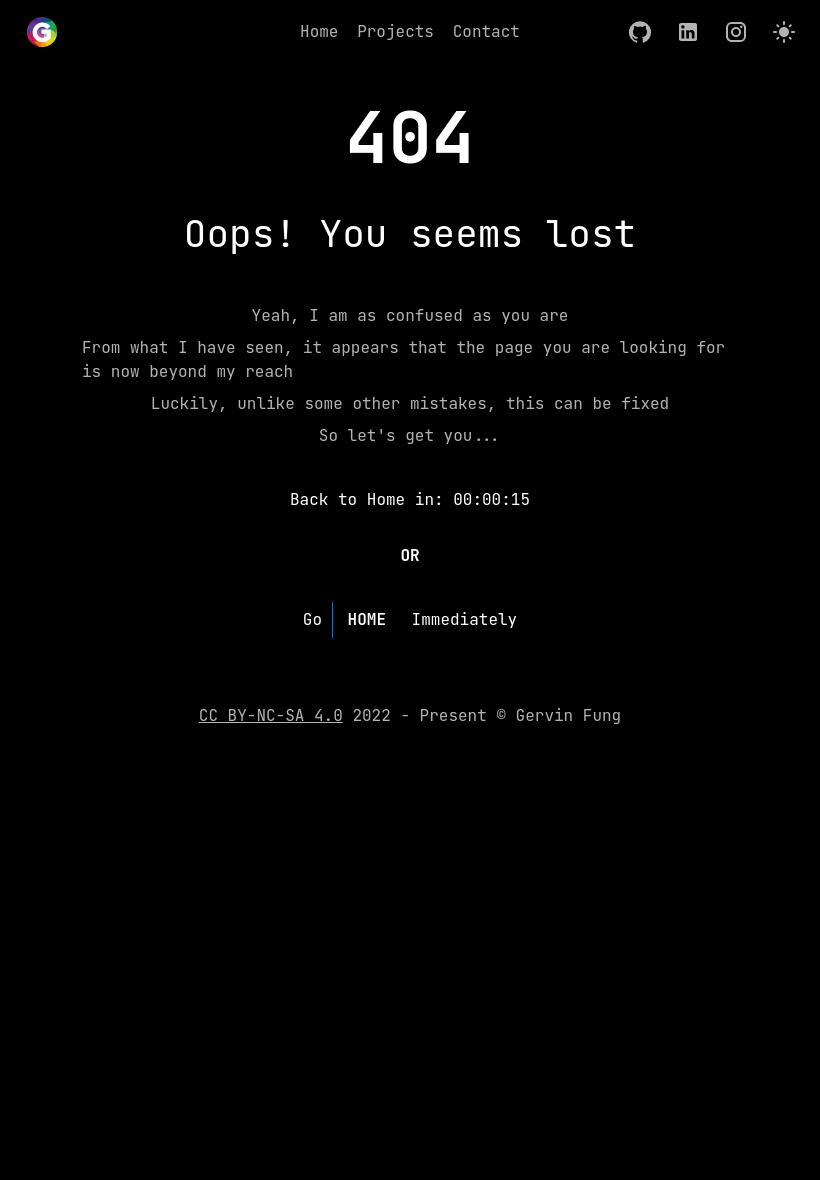 G
Home Projects Contact
404
Oops! You seems lost
Yeah, I am as confused as you are
From what I have seen, it appears that the page you are looking for
is now beyond my reach
Luckily, unlike some other mistakes, this can be fixed
So let's get you...
Back to Home in: 00:00:15
OR
Go HOME Immediately
CC BY-NC-SA 4.0 2022 - Present © Gervin Fung